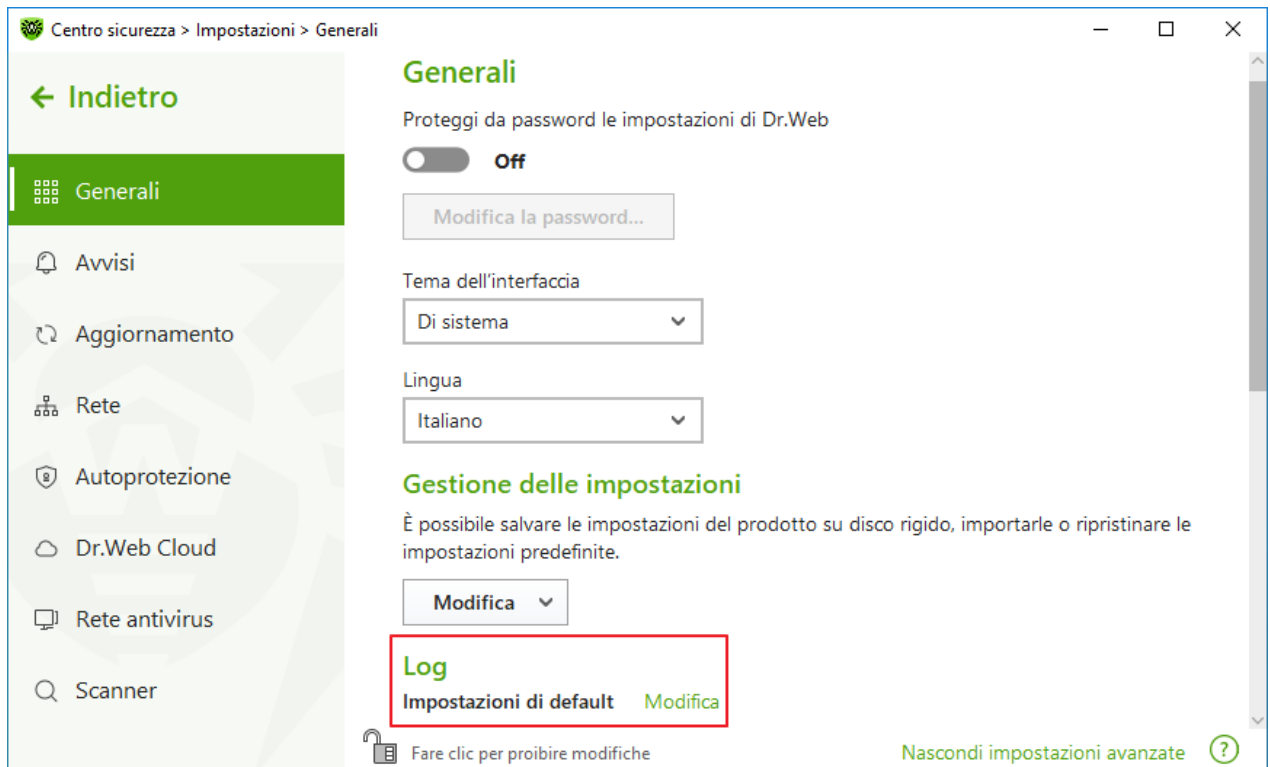 Centro sicurezza > Impostazioni > Generali
Indietro
Generali
Avvisi
Aggiornamento
Rete
Autoprotezione
Dr.Web Cloud
Rete antivirus
Scanner
Generali
Proteggi da password le impostazioni di Dr.Web
Off
Modifica la password...
Tema dell'interfaccia
Di sistema
Lingua
Italiano
Gestione delle impostazioni
È possibile salvare le impostazioni del prodotto su disco rigido, importarle o ripristinare le
impostazioni predefinite.
Modifica
Log
Impostazioni di default Modifica
Fare clic per proibire modifiche
Nascondi impostazioni avanzate ?